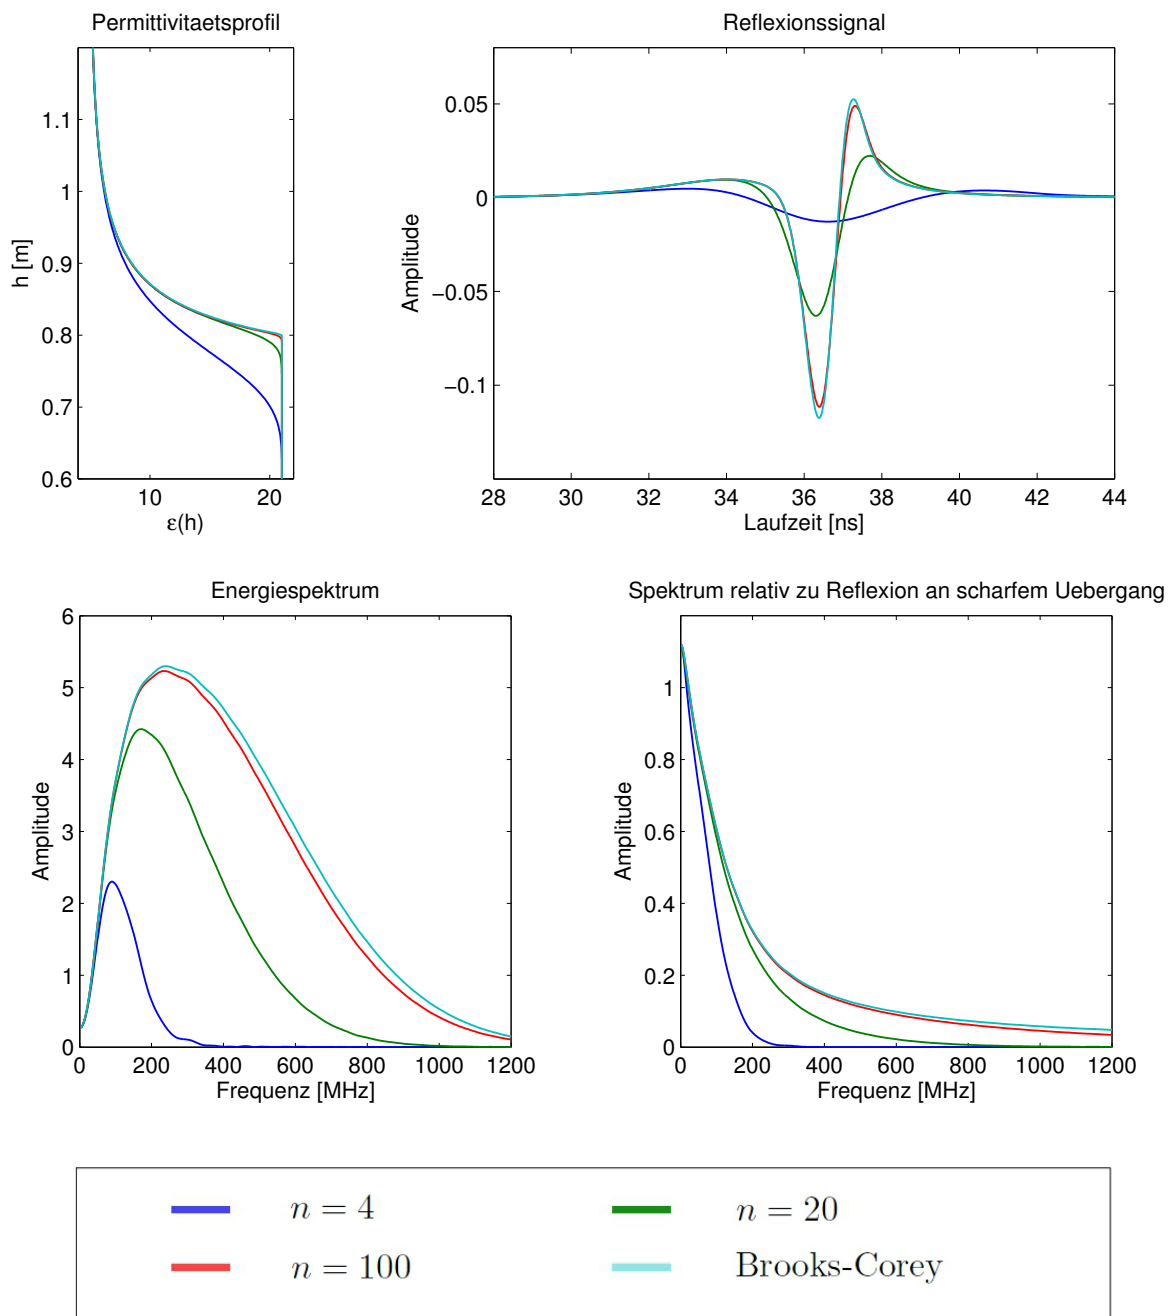 Permittivitaetsprofil
1.1
1
0.9
0.8
0.7
0.6
h [m]
10 20
ε(h)
Reflexionssignal
0.05
0
−0.05
−0.1
Amplitude
28 30 32 34 36 38 40 42 44
Laufzeit [ns]
Energiespektrum
6
5
4
3
2
1
0
Amplitude
0 200 400 600 800 1000 1200
Frequenz [MHz]
Spektrum relativ zu Reflexion an scharfem Uebergang
1
0.8
0.6
0.4
0.2
0
Amplitude
0 200 400 600 800 1000 1200
Frequenz [MHz]
n = 4
n = 20
n = 100
Brooks-Corey